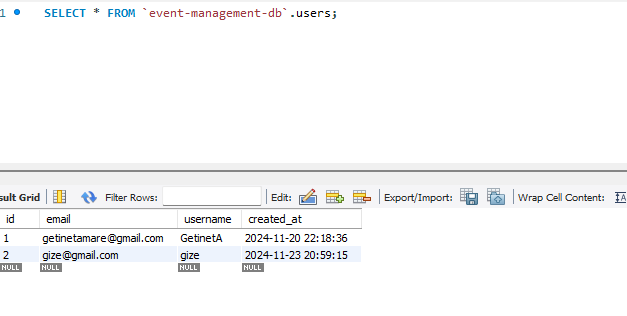 1 SELECT * FROM `event-management-db`.users;
sult Grid Filter Rows: Edit: Export/Import: Wrap Cell Content: IA
id email username created_at
1 getinetamare@gmail.com GetinetA 2024-11-20 22:18:36
2 gize@gmail.com gize 2024-11-23 20:59:15
NULL NULL NULL NULL